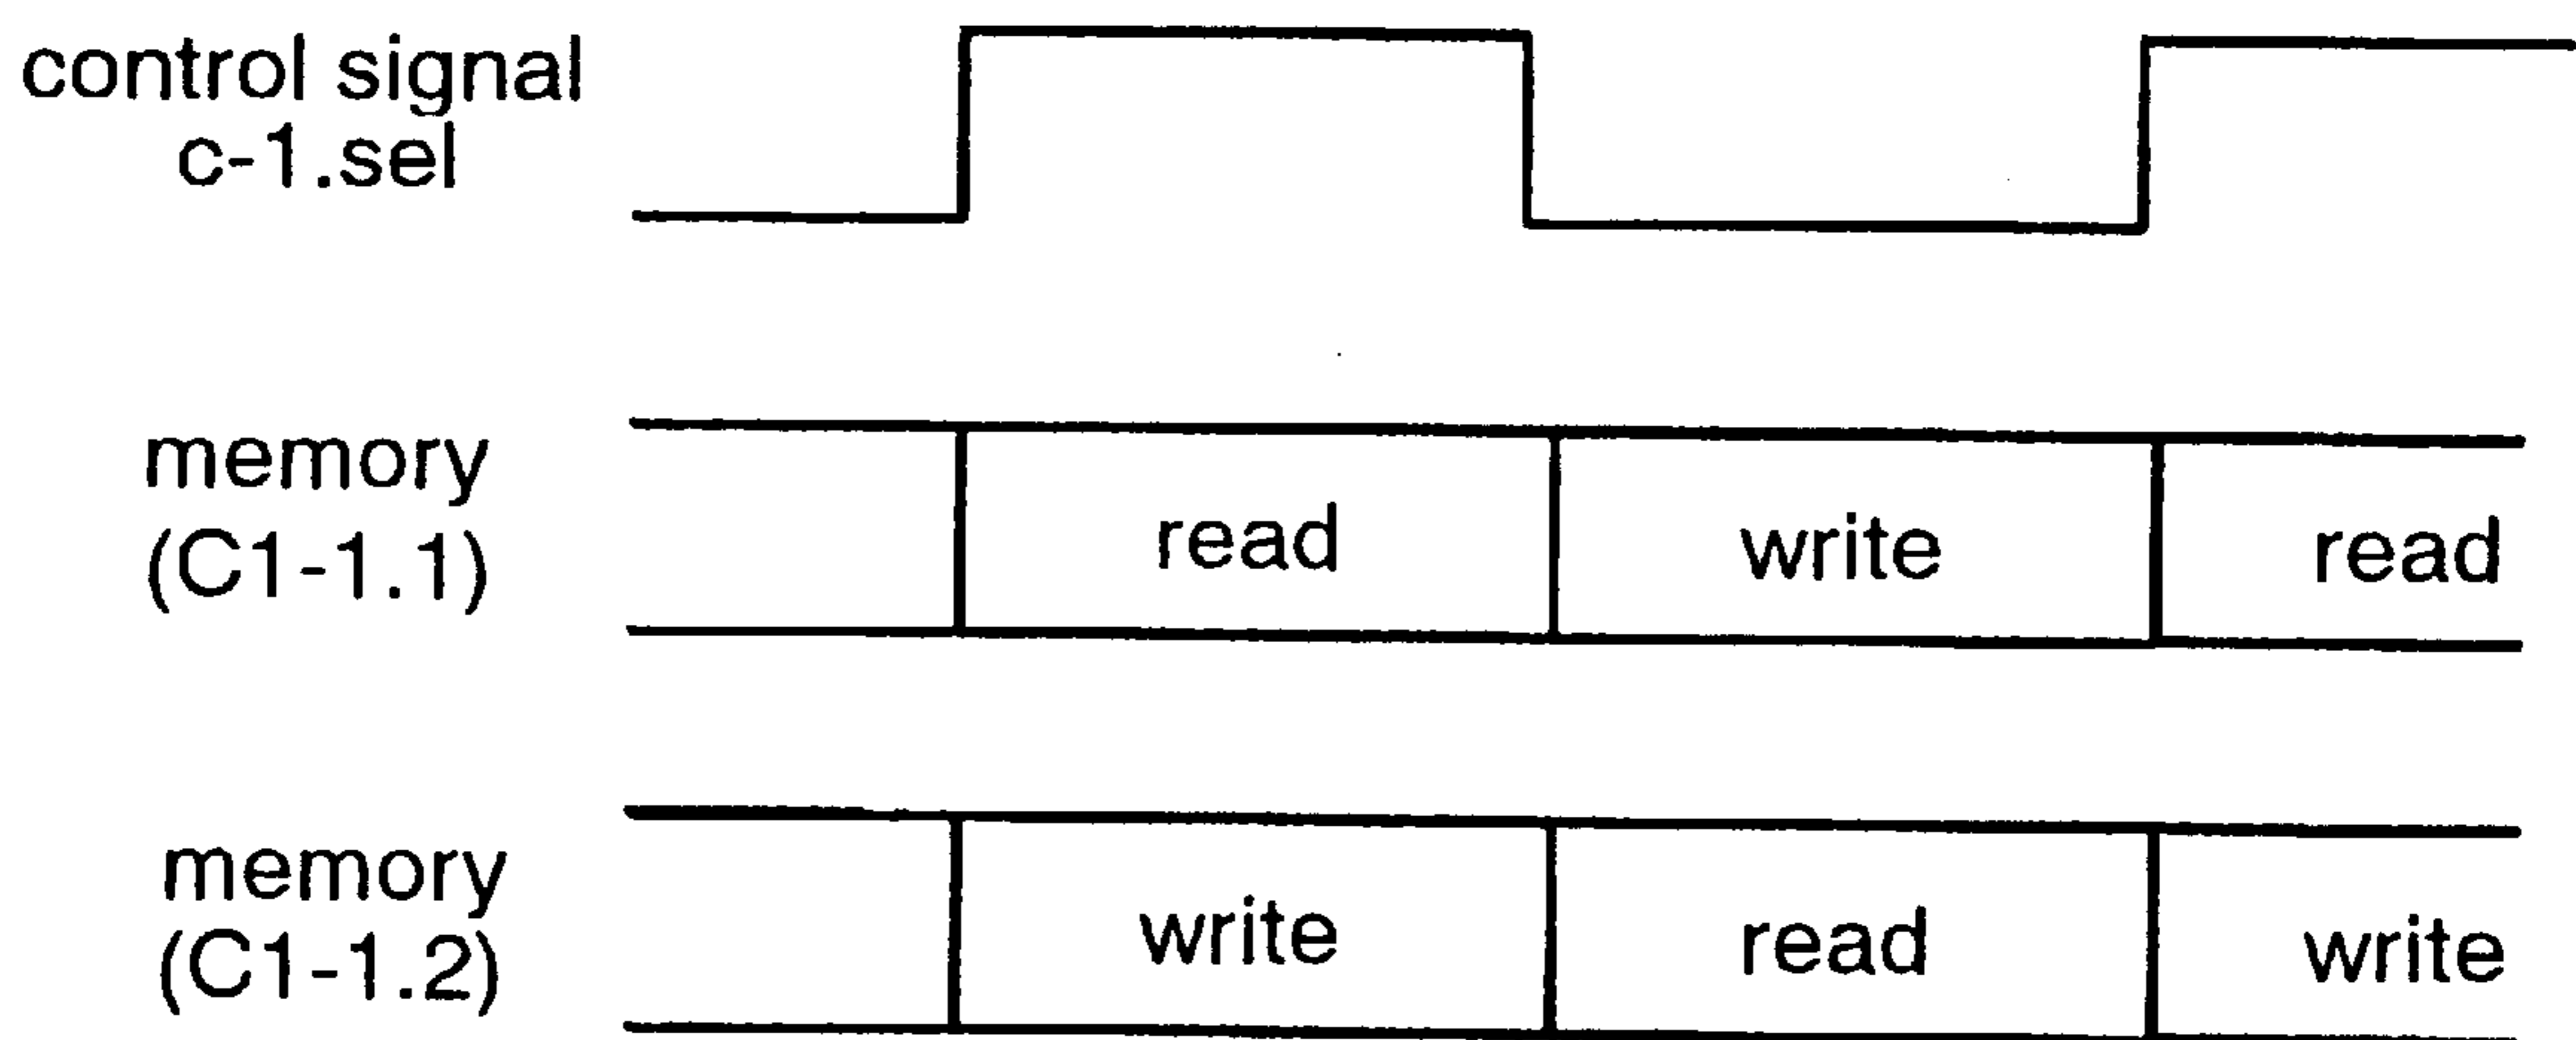 control signal
c-1.sel
memory
(C1-1.1)
read
write
read
memory
(C1-1.2)
write
read
write